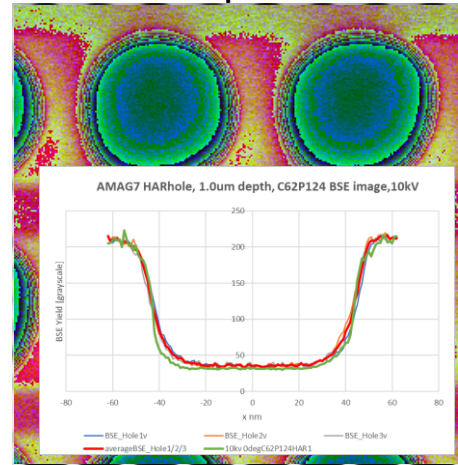 AMAG7 HARhole, 1.0um depth, C62P124 BSE image,10kV
BSE Yield [grayscale]
250
200
150
100
50
0
-80 -60 -40 -20 0 20 40 60 80
x nm
BSE_Hole1v BSE_Hole2v BSE_Hole3v
averageBSE_Hole1/2/3 10kv 0degC62P124HAR1